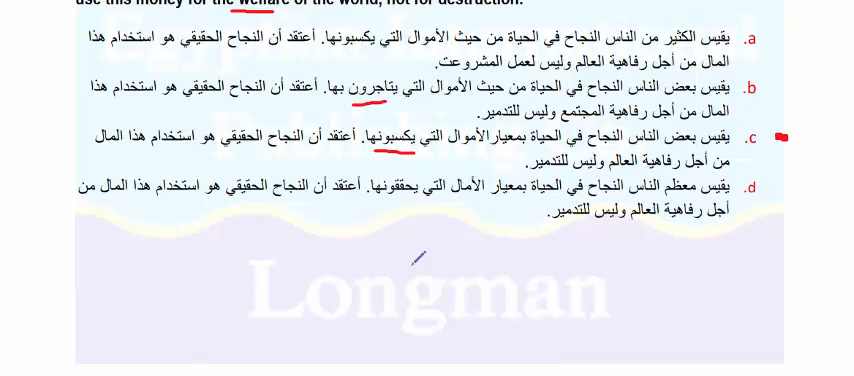 use this money for the welfare of the world, not for destruction.
a. يقيس الكثير من الناس النجاح في الحياة من حيث الأموال التي يكسبونها. أعتقد أن النجاح الحقيقي هو استخدام هذا
المال من أجل رفاهية العالم وليس لعمل المشروعت.
b. يقيس بعض الناس النجاح في الحياة من حيث الأموال التي يتاجرون بها. أعتقد أن النجاح الحقيقي هو استخدام هذا
المال من أجل رفاهية المجتمع وليس للتدمير.
c. يقيس بعض الناس النجاح في الحياة بمعيار الأموال التي يكسبونها. أعتقد أن النجاح الحقيقي هو استخدام هذا المال
من أجل رفاهية العالم وليس للتدمير.
d. يقيس معظم الناس النجاح في الحياة بمعيار الأمال التي يحققونها. أعتقد أن النجاح الحقيقي هو استخدام هذا المال من
أجل رفاهية العالم وليس للتدمير.
Longman